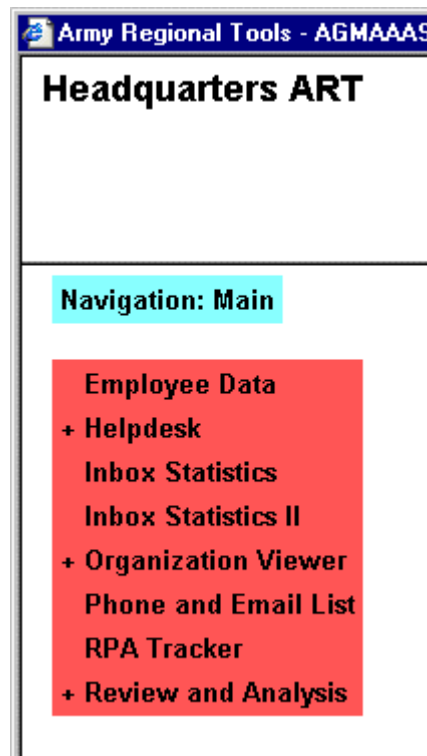 Army Regional Tools - AGMAAAS
Headquarters ART
Navigation: Main
Employee Data
+ Helpdesk
Inbox Statistics
Inbox Statistics II
+ Organization Viewer
Phone and Email List
RPA Tracker
+ Review and Analysis